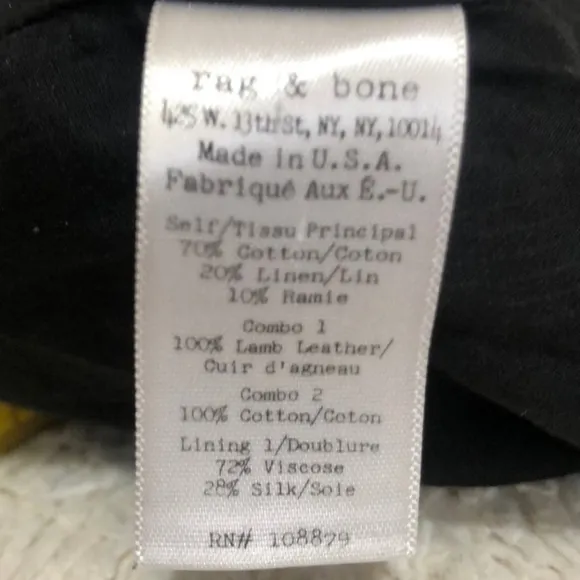 rag & bone
425 W. 13th St, NY, NY, 10014
Made in U.S.A.
Fabriqué Aux É.-U.
Self/Tissu Principal
70% Cotton/Coton
20% Linen/Lin
10% Ramie
Combo 1
100% Lamb Leather/
Cuir d'agneau
Combo 2
100% Cotton/Coton
Lining 1/Doublure
72% Viscose
28% Silk/Soie
RN# 108879